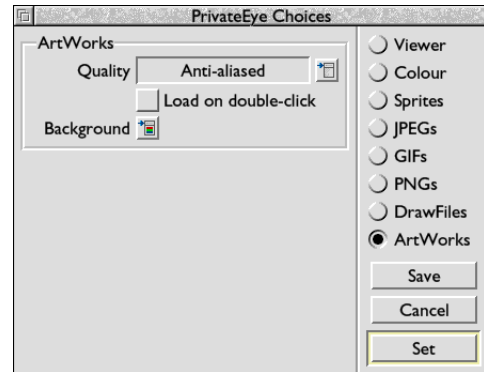 PrivateEye Choices
ArtWorks
Quality Anti-aliased
Load on double-click
Background
Viewer
Colour
Sprites
JPEGs
GIFs
PNGs
DrawFiles
ArtWorks
Save
Cancel
Set